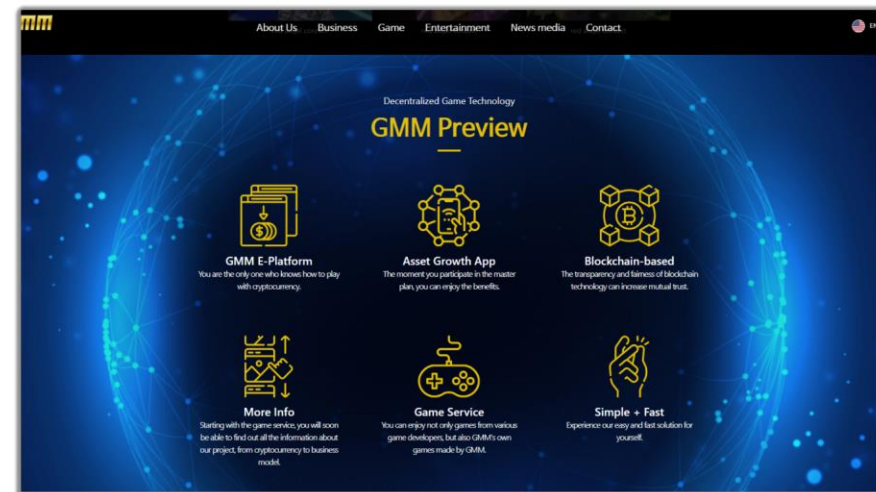 mm
About Us Business Game Entertainment News media Contact
Decentralized Game Technology
GMM Preview
GMM E-Platform
You are the only one who knows how to play
with cryptocurrency.
Asset Growth App
The moment you participate in the master
plan, you can enjoy the benefits.
Blockchain-based
The transparency and fairness of blockchain
technology can increase mutual trust.
More Info
Starting with the game service, you will soon
be able to find out all the information about
our project, from cryptocurrency to business
model.
Game Service
You can enjoy not only games from various
game developers, but also GMM's own
games made by GMM.
Simple + Fast
Experience our easy and fast solution for
yourself.